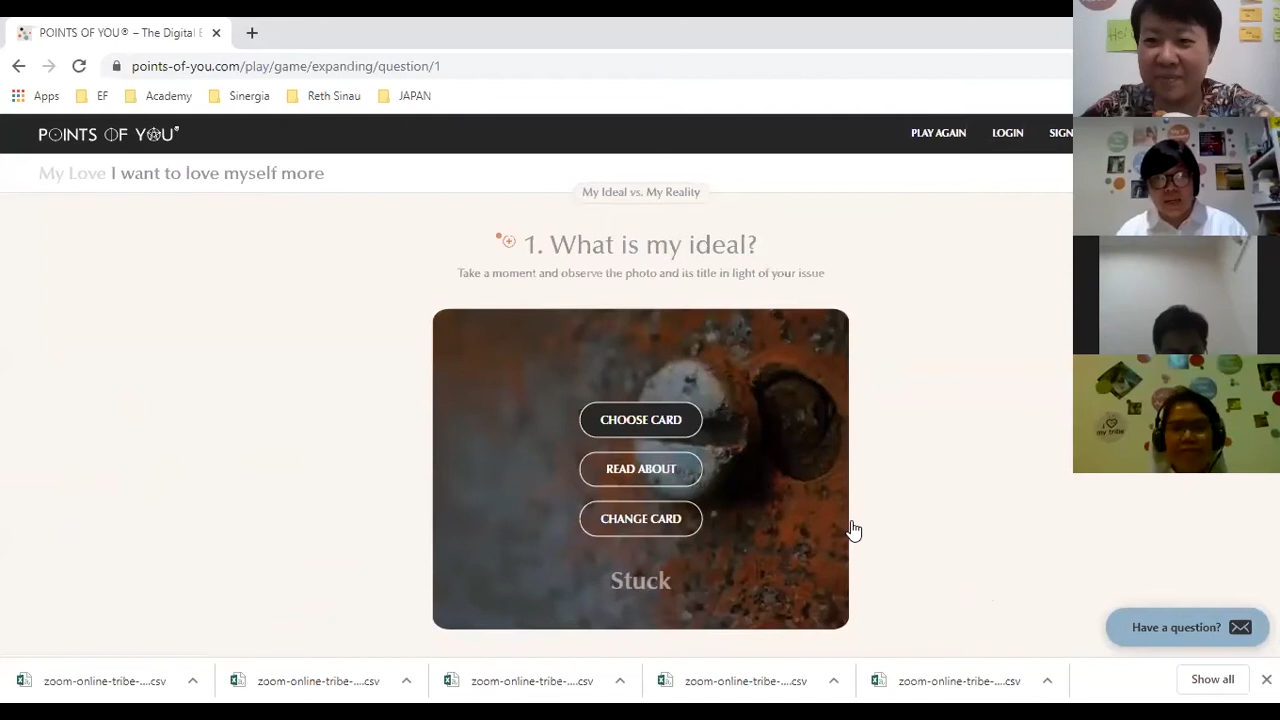 POINTS OF YOU® – The Digital E
points-of-you.com/play/game/expanding/question/1
Apps EF Academy Sinergia Reth Sinau JAPAN
POINTS OF YOU® PLAY AGAIN LOGIN SIGN
My Love I want to love myself more
My Ideal vs. My Reality
1. What is my ideal?
Take a moment and observe the photo and its title in light of your issue
CHOOSE CARD
READ ABOUT
CHANGE CARD
Stuck
my tribe
Have a question?
zoom-online-tribe-....csv zoom-online-tribe-....csv zoom-online-tribe-....csv zoom-online-tribe-....csv zoom-online-tribe-....csv Show all